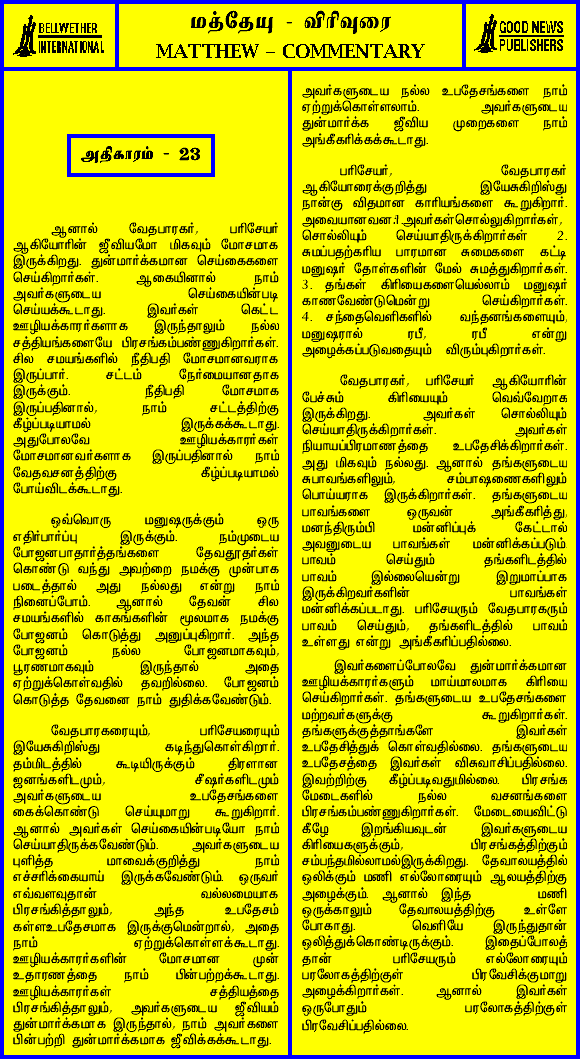 BELLWETHER
INTERNATIONAL
மத்தேயு - விரிவுரை
MATTHEW – COMMENTARY
GOOD NEWS
PUBLISHERS
அதிகாரம் - 23
ஆனால் வேதபாரகர், பரிசேயர்
ஆகியோரின் ஜீவியமோ மிகவும் மோசமாக
இருக்கிறது. துன்மார்க்கமான செய்கைகளை
செய்கிறார்கள். ஆகையினால் நாம்
அவர்களுடைய செய்கையின்படி
செய்யக்கூடாது. இவர்கள் கெட்ட
ஊழியக்காரர்களாக இருந்தாலும் நல்ல
சத்தியங்களையே பிரசங்கம்பண்ணுகிறார்கள்.
சில சமயங்களில் நீதிபதி மோசமானவராக
இருப்பார். சட்டம் நேர்மையானதாக
இருக்கும். நீதிபதி மோசமாக
இருப்பதினால், நாம் சட்டத்திற்கு
கீழ்ப்படியாமல் இருக்கக்கூடாது.
அதுபோலவே ஊழியக்காரர்கள்
மோசமானவர்களாக இருப்பதினால் நாம்
வேதவசனத்திற்கு கீழ்ப்படியாமல்
போய்விடக்கூடாது.
ஒவ்வொரு மனுஷருக்கும் ஒரு
எதிர்பார்ப்பு இருக்கும். நம்முடைய
போஜனபாதார்த்தங்களை தேவதூதர்கள்
கொண்டு வந்து அவற்றை நமக்கு முன்பாக
படைத்தால் அது நல்லது என்று நாம்
நினைப்போம். ஆனால் தேவன் சில
சமயங்களில் காகங்களின் மூலமாக நமக்கு
போஜனம் கொடுத்து அனுப்புகிறார். அந்த
போஜனம் நல்ல போஜனமாகவும்,
பூரணமாகவும் இருந்தால் அதை
ஏற்றுக்கொள்வதில் தவறில்லை. போஜனம்
கொடுத்த தேவனை நாம் துதிக்கவேண்டும்.
வேதபாரகரையும், பரிசேயரையும்
இயேசுகிறிஸ்து கடிந்துகொள்கிறார்.
தம்மிடத்தில் கூடியிருக்கும் திரளான
ஜனங்களிடமும், சீஷர்களிடமும்
அவர்களுடைய உபதேசங்களை
கைக்கொண்டு செய்யுமாறு கூறுகிறார்.
ஆனால் அவர்கள் செய்கையின்படியோ நாம்
செய்யாதிருக்கவேண்டும். அவர்களுடைய
புளித்த மாவைக்குறித்து நாம்
எச்சரிக்கையாய் இருக்கவேண்டும். ஒருவர்
எவ்வளவுதான் வல்லமையாக
பிரசங்கித்தாலும், அந்த உபதேசம்
கள்ளஉபதேசமாக இருக்குமென்றால், அதை
நாம் ஏற்றுக்கொள்ளக்கூடாது.
ஊழியக்காரர்களின் மோசமான முன்
உதாரணத்தை நாம் பின்பற்றக்கூடாது.
ஊழியக்காரர்கள் சத்தியத்தை
பிரசங்கித்தாலும், அவர்களுடைய ஜீவியம்
துன்மார்க்கமாக இருந்தால், நாம் அவர்களை
பின்பற்றி துன்மார்க்கமாக ஜீவிக்கக்கூடாது.
அவர்களுடைய நல்ல உபதேசங்களை நாம்
ஏற்றுக்கொள்ளலாம். அவர்களுடைய
துன்மார்க்க ஜீவிய முறைகளை நாம்
அங்கீகரிக்கக்கூடாது.
பரிசேயர், வேதபாரகர்
ஆகியோரைக்குறித்து இயேசுகிறிஸ்து
நான்கு விதமான காரியங்களை கூறுகிறார்.
அவையானவன.1அவர்கள்சொல்லுகிறார்கள்,
சொல்லியும் செய்யாதிருக்கிறார்கள் 2.
சுமப்பதற்கரிய பாரமான சுமைகளை கட்டி
மனுஷர் தோள்களின் மேல் சுமத்துகிறார்கள்.
3. தங்கள் கிரியைகளையெல்லாம் மனுஷர்
காணவேண்டுமென்று செய்கிறார்கள்.
4. சந்தைவெளிகளில் வந்தனங்களையும்,
மனுஷரால் ரபீ, ரபீ என்று
அழைக்கப்படுவதையும் விரும்புகிறார்கள்.
வேதபாரகர், பரிசேயர் ஆகியோரின்
பேச்சும் கிரியையும் வெவ்வேறாக
இருக்கிறது. அவர்கள் சொல்லியும்
செய்யாதிருக்கிறார்கள். அவர்கள்
நியாயப்பிரமாணத்தை உபதேசிக்கிறார்கள்.
அது மிகவும் நல்லது. ஆனால் தங்களுடைய
சுபாவங்களிலும், சம்பாஷணைகளிலும்
பொய்யராக இருக்கிறார்கள். தங்களுடைய
பாவங்களை ஒருவன் அங்கீகரித்து,
மனந்திரும்பி மன்னிப்புக் கேட்டால்
அவனுடைய பாவங்கள் மன்னிக்கப்படும்.
பாவம் செய்தும் தங்களிடத்தில்
பாவம் இல்லையென்று இறுமாப்பாக
இருக்கிறவர்களின் பாவங்கள்
மன்னிக்கப்படாது. பரிசேயரும் வேதபாரகரும்
பாவம் செய்தும், தங்களிடத்தில் பாவம்
உள்ளது என்று அங்கீகரிப்பதில்லை.
இவர்களைப்போலவே துன்மார்க்கமான
ஊழியக்காரர்களும் மாய்மாலமாக கிரியை
செய்கிறார்கள். தங்களுடைய உபதேசங்களை
மற்றவர்களுக்கு கூறுகிறார்கள்.
தங்களுக்குத்தாங்களே இவர்கள்
உபதேசித்துக் கொள்வதில்லை. தங்களுடைய
உபதேசத்தை இவர்கள் விசுவாசிப்பதில்லை.
இவற்றிற்கு கீழ்ப்படிவதுமில்லை. பிரசங்க
மேடைகளில் நல்ல வசனங்களை
பிரசங்கம்பண்ணுகிறார்கள். மேடையைவிட்டு
கீழே இறங்கியவுடன் இவர்களுடைய
கிரியைகளுக்கும், பிரசங்கத்திற்கும்
சம்பந்தமில்லாமல்இருக்கிறது. தேவாலயத்தில்
ஒலிக்கும் மணி எல்லோரையும் ஆலயத்திற்கு
அழைக்கும். ஆனால் இந்த மணி
ஒருக்காலும் தேவாலயத்திற்கு உள்ளே
போகாது. வெளியே இருந்துதான்
ஒலித்துக்கொண்டிருக்கும். இதைப்போலத்
தான் பரிசேயரும் எல்லோரையும்
பரலோகத்திற்குள் பிரவேசிக்குமாறு
அழைக்கிறார்கள். ஆனால் இவர்கள்
ஒருபோதும் பரலோகத்திற்குள்
பிரவேசிப்பதில்லை.